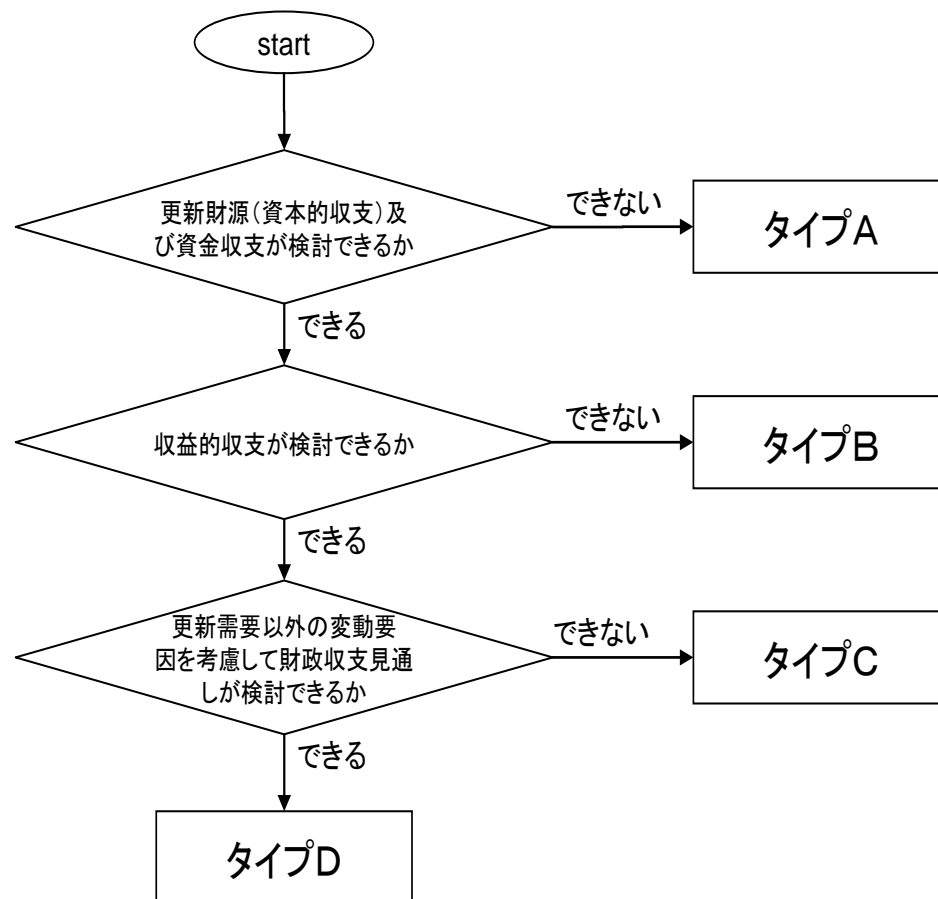 start
更新財源（資本的収支）及
び資金収支が検討できるか
できない
タイプA
できる
収益的収支が検討できるか
できない
タイプB
できる
更新需要以外の変動要
因を考慮して財政収支見通
しが検討できるか
できない
タイプC
できる
タイプD